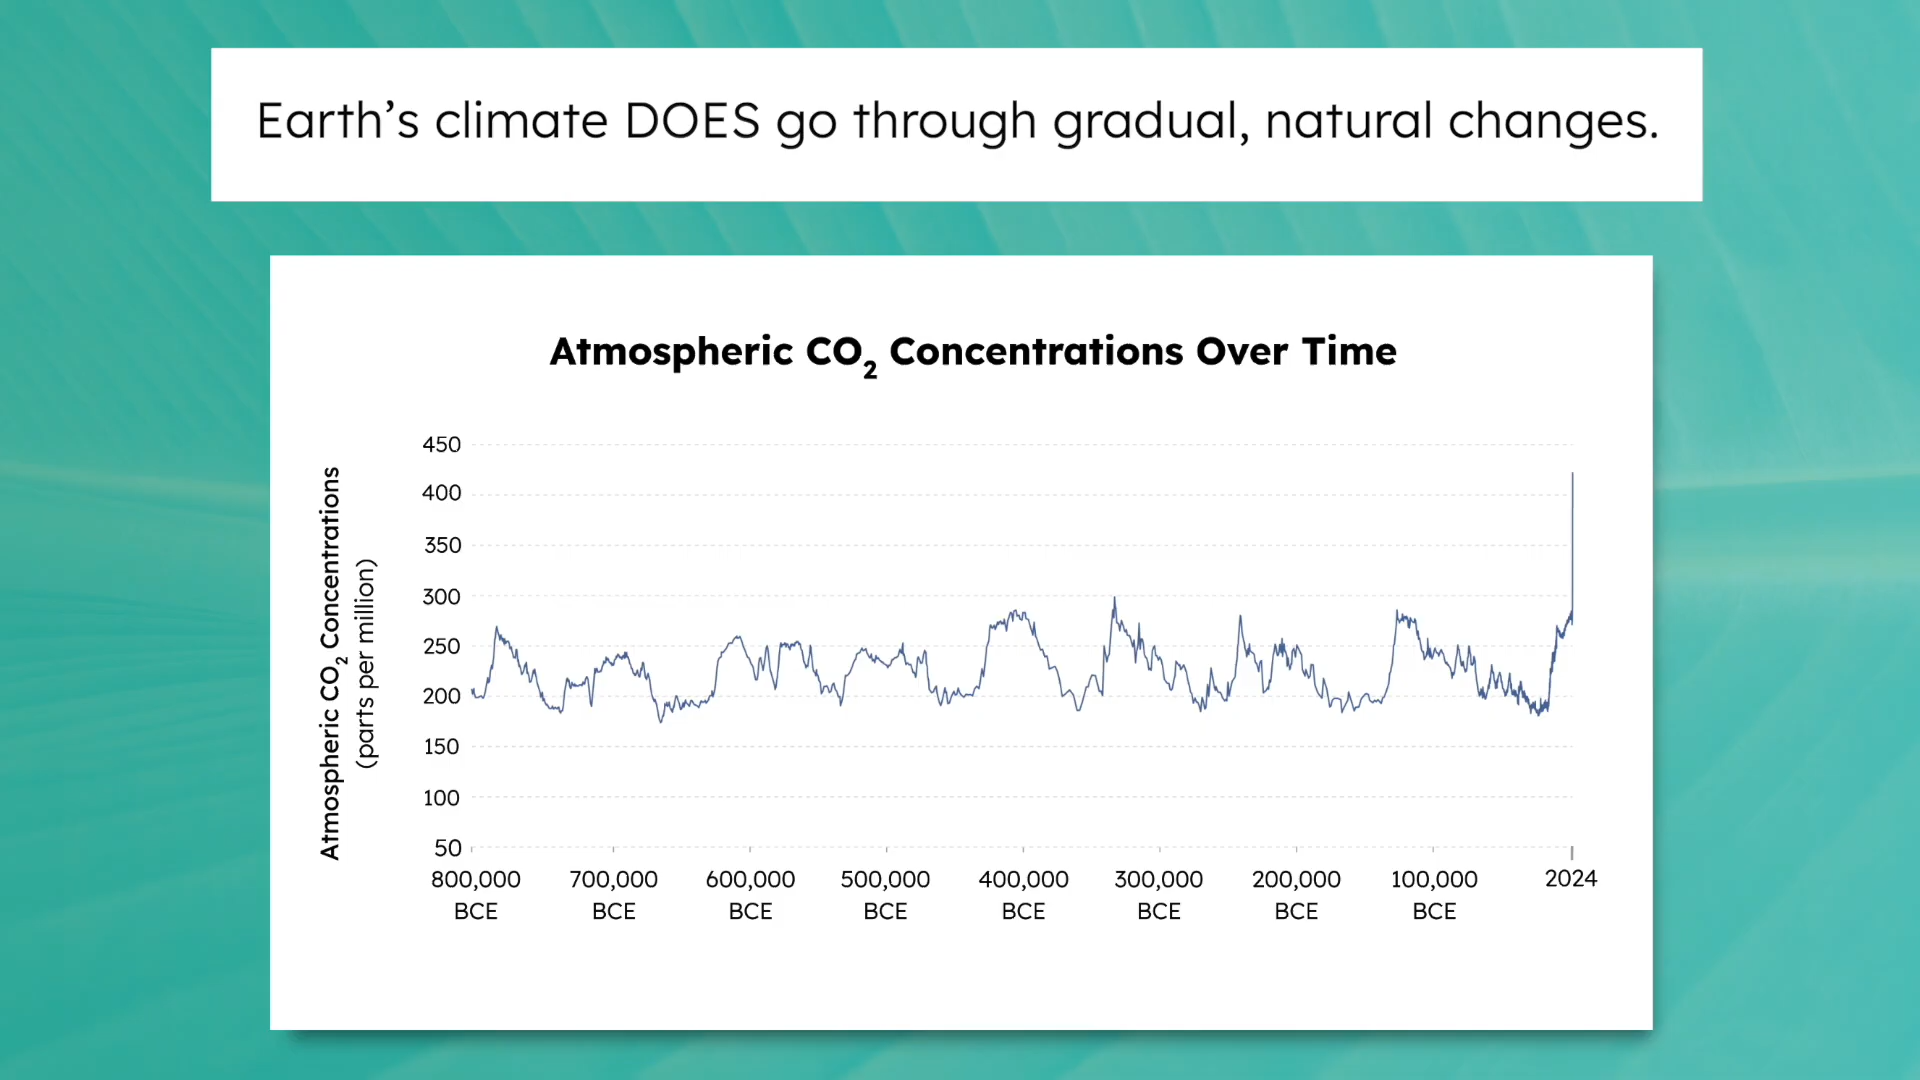 Earth’s climate DOES go through gradual, natural changes.
Atmospheric CO₂ Concentrations Over Time
Atmospheric CO₂ Concentrations
(parts per million)
450
400
350
300
250
200
150
100
50
800,000 BCE
700,000 BCE
600,000 BCE
500,000 BCE
400,000 BCE
300,000 BCE
200,000 BCE
100,000 BCE
2024